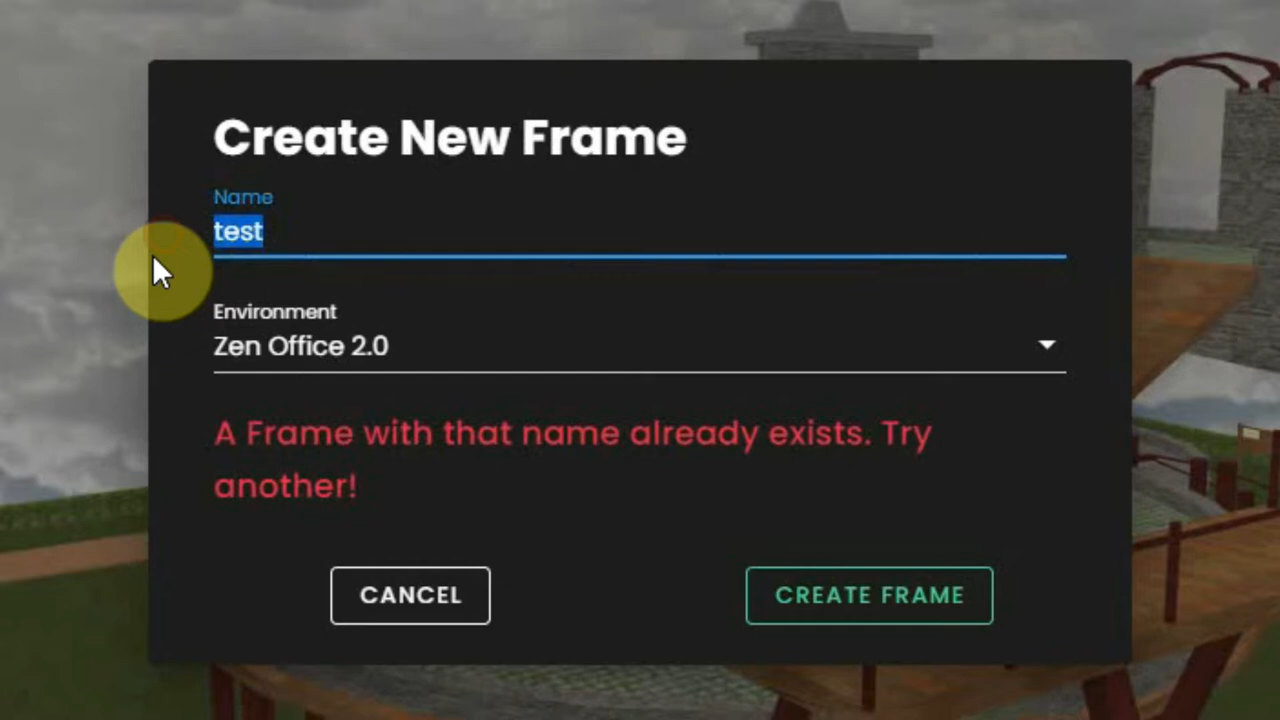 Create New Frame
Name
test
Environment
Zen Office 2.0
A Frame with that name already exists. Try
another!
CANCEL
CREATE FRAME